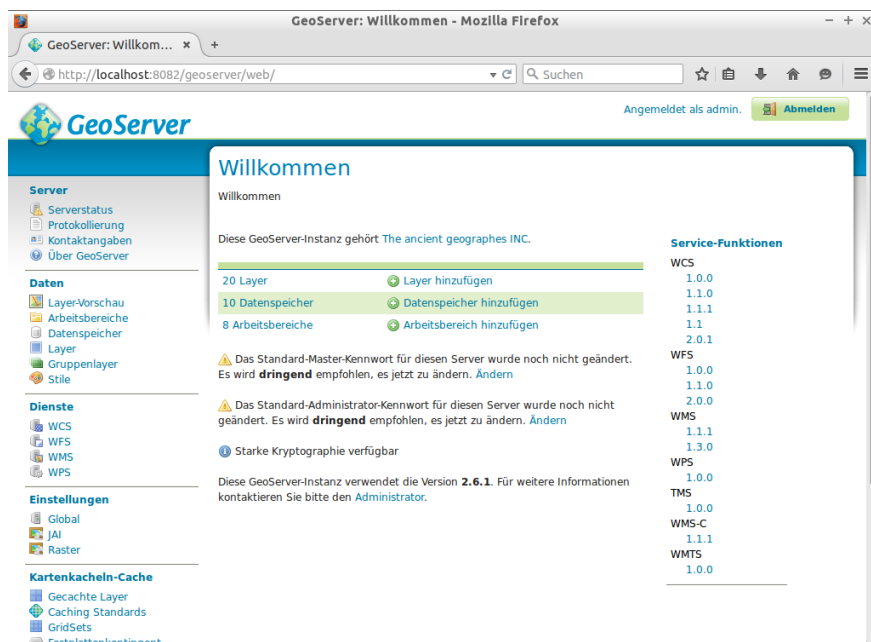 GeoServer: Willkommen - Mozilla Firefox
GeoServer: Willkom...
http://localhost:8082/geoserver/web/
Suchen
GeoServer
Angemeldet als admin.
Abmelden
Server
Serverstatus
Protokollierung
Kontaktangaben
Über GeoServer
Daten
Layer-Vorschau
Arbeitsbereiche
Datenspeicher
Layer
Gruppenlayer
Stile
Dienste
WCS
WFS
WMS
WPS
Einstellungen
Global
JAI
Raster
Kartenkacheln-Cache
Gecachte Layer
Caching Standards
GridSets
Festplattenkontingent
Willkommen
Willkommen
Diese GeoServer-Instanz gehört The ancient geographes INC.
20 Layer Layer hinzufügen
10 Datenspeicher Datenspeicher hinzufügen
8 Arbeitsbereiche Arbeitsbereich hinzufügen
Das Standard-Master-Kennwort für diesen Server wurde noch nicht geändert.
Es wird dringend empfohlen, es jetzt zu ändern. Ändern
Das Standard-Administrator-Kennwort für diesen Server wurde noch nicht
geändert. Es wird dringend empfohlen, es jetzt zu ändern. Ändern
Starke Kryptographie verfügbar
Diese GeoServer-Instanz verwendet die Version 2.6.1. Für weitere Informationen
kontaktieren Sie bitte den Administrator.
Service-Funktionen
WCS
1.0.0
1.1.0
1.1.1
1.1
2.0.1
WFS
1.0.0
1.1.0
2.0.0
WMS
1.1.1
1.3.0
WPS
1.0.0
TMS
1.0.0
WMS-C
1.1.1
WMTS
1.0.0